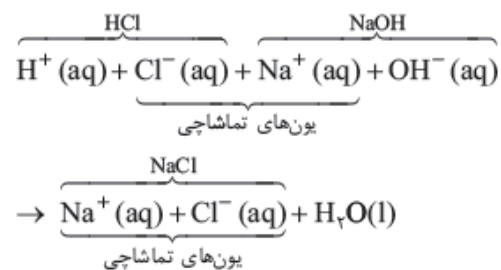 HCl NaOH
H⁺(aq) + Cl⁻(aq) + Na⁺(aq) + OH⁻(aq)
یون‌های تماشاچی
NaCl
→ Na⁺(aq) + Cl⁻(aq) + H₂O(l)
یون‌های تماشاچی